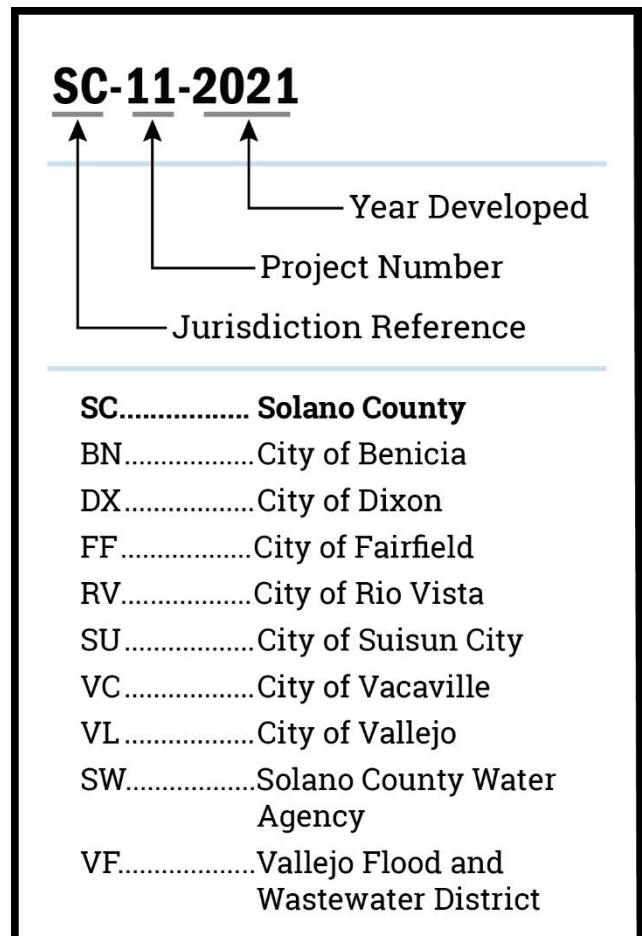 SC-11-2021
Year Developed
Project Number
Jurisdiction Reference
SC................. Solano County
BN..................City of Benicia
DX..................City of Dixon
FF..................City of Fairfield
RV..................City of Rio Vista
SU..................City of Suisun City
VC..................City of Vacaville
VL..................City of Vallejo
SW..................Solano County Water
Agency
VF...................Vallejo Flood and
Wastewater District